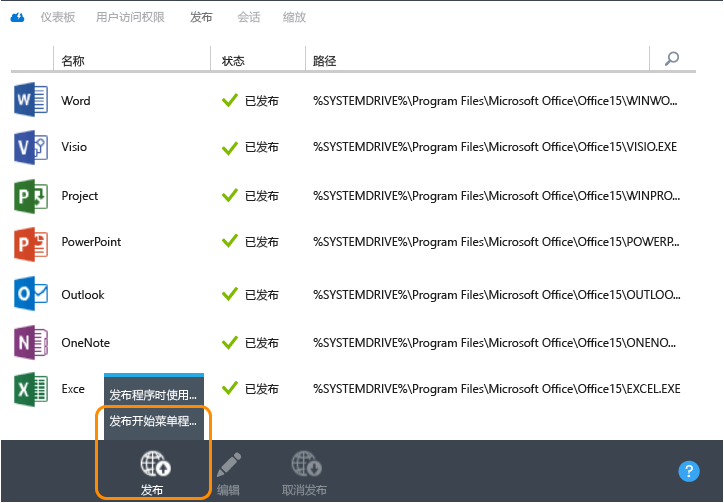 仪表板 用户访问权限 发布 会话 缩放
名称 状态 路径
Word 已发布 %SYSTEMDRIVE%\Program Files\Microsoft Office\Office15\WINWO...
Visio 已发布 %SYSTEMDRIVE%\Program Files\Microsoft Office\Office15\VISIO.EXE
Project 已发布 %SYSTEMDRIVE%\Program Files\Microsoft Office\Office15\WINPRO...
PowerPoint 已发布 %SYSTEMDRIVE%\Program Files\Microsoft Office\Office15\POWERP...
Outlook 已发布 %SYSTEMDRIVE%\Program Files\Microsoft Office\Office15\OUTLOO...
OneNote 已发布 %SYSTEMDRIVE%\Program Files\Microsoft Office\Office15\ONENO...
Exce 已发布 %SYSTEMDRIVE%\Program Files\Microsoft Office\Office15\EXCEL.EXE
发布程序时使用...
发布开始菜单程...
发布 编辑 取消发布 ?